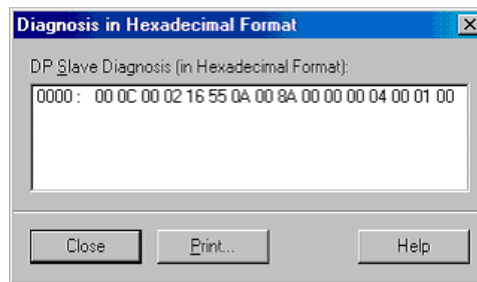 Diagnosis in Hexadecimal Format
DP Slave Diagnosis (in Hexadecimal Format):
0000 : 00 0C 00 02 16 55 0A 00 8A 00 00 00 04 00 01 00
Close Print... Help